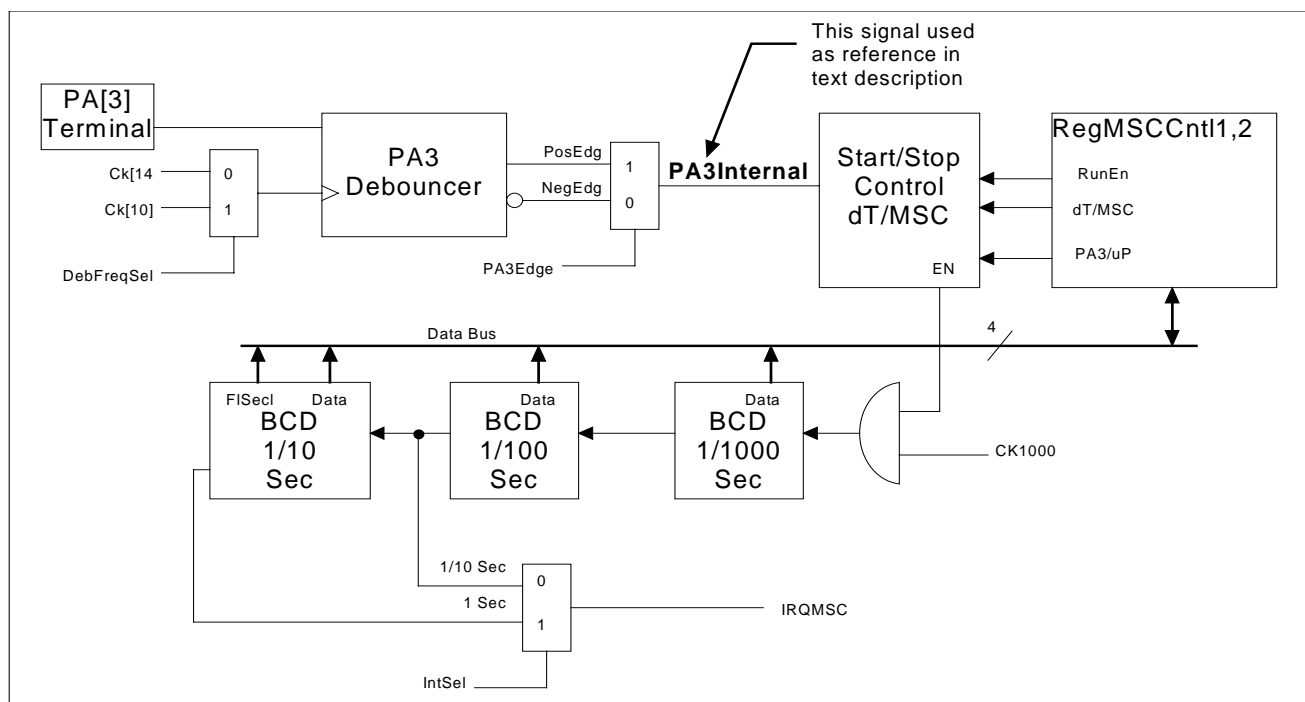 This signal used
as reference in
text description
PA[3]
Terminal
PA3
Debouncer
PosEdg
NegEdg
1
0
PA3Internal
Start/Stop
Control
dT/MSC
EN
RegMSCCntl1,2
RunEn
dT/MSC
PA3/uP
Ck[14
Ck[10]
0
1
DebFreqSel
PA3Edge
Data Bus
4
FlSecl
Data
BCD
1/10
Sec
Data
BCD
1/100
Sec
Data
BCD
1/1000
Sec
CK1000
1/10 Sec
1 Sec
0
1
IRQMSC
IntSel